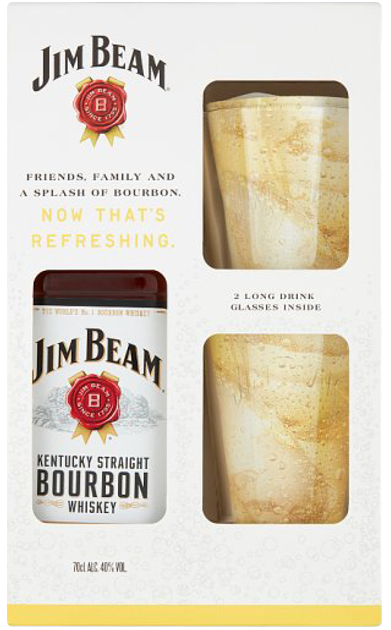 JIM BEAM
JIM BEAM
B
SINCE 1795
FRIENDS, FAMILY AND
A SPLASH OF BOURBON.
NOW THAT'S
REFRESHING.
2 LONG DRINK
GLASSES INSIDE
THE WORLD'S No 1 BOURBON WHISKEY
JIM BEAM
JIM BEAM
B
SINCE 1795
KENTUCKY STRAIGHT
BOURBON
WHISKEY
70cl ALC. 40% VOL.